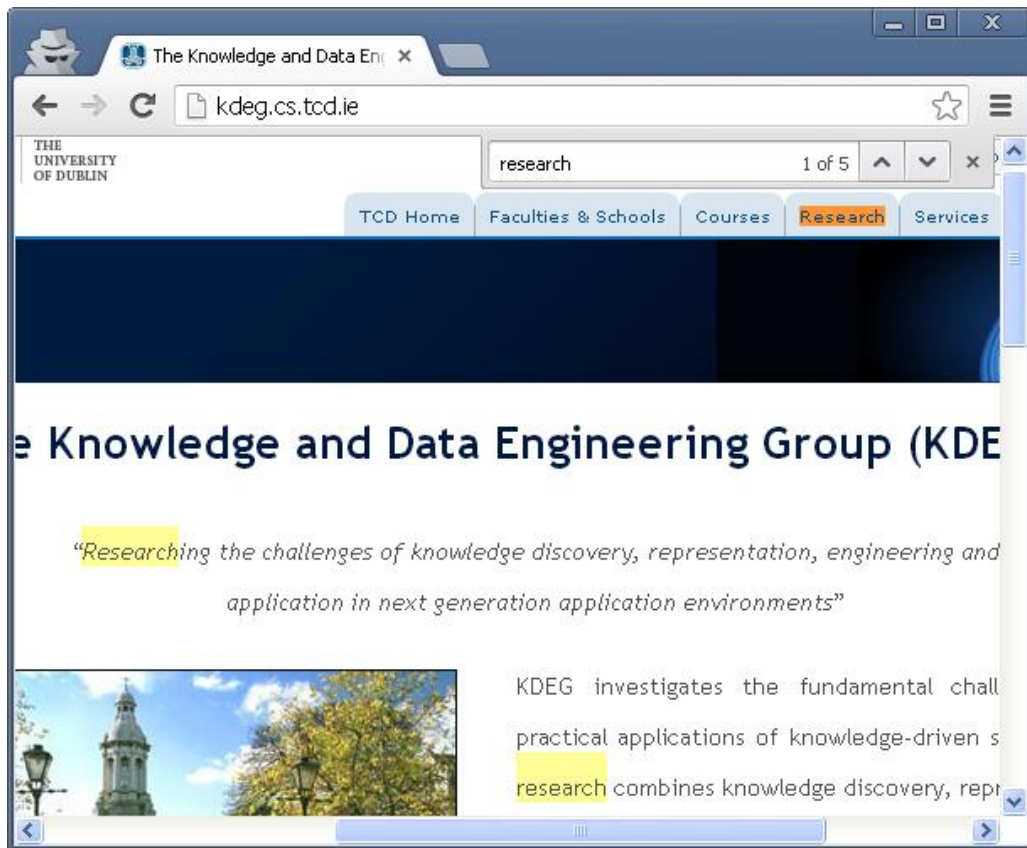 The Knowledge and Data Eng
kdeg.cs.tcd.ie
THE
UNIVERSITY
OF DUBLIN
research 1 of 5
TCD Home Faculties & Schools Courses Research Services
e Knowledge and Data Engineering Group (KDE
“Researching the challenges of knowledge discovery, representation, engineering and
application in next generation application environments”
KDEG investigates the fundamental chall
practical applications of knowledge-driven s
research combines knowledge discovery, repr